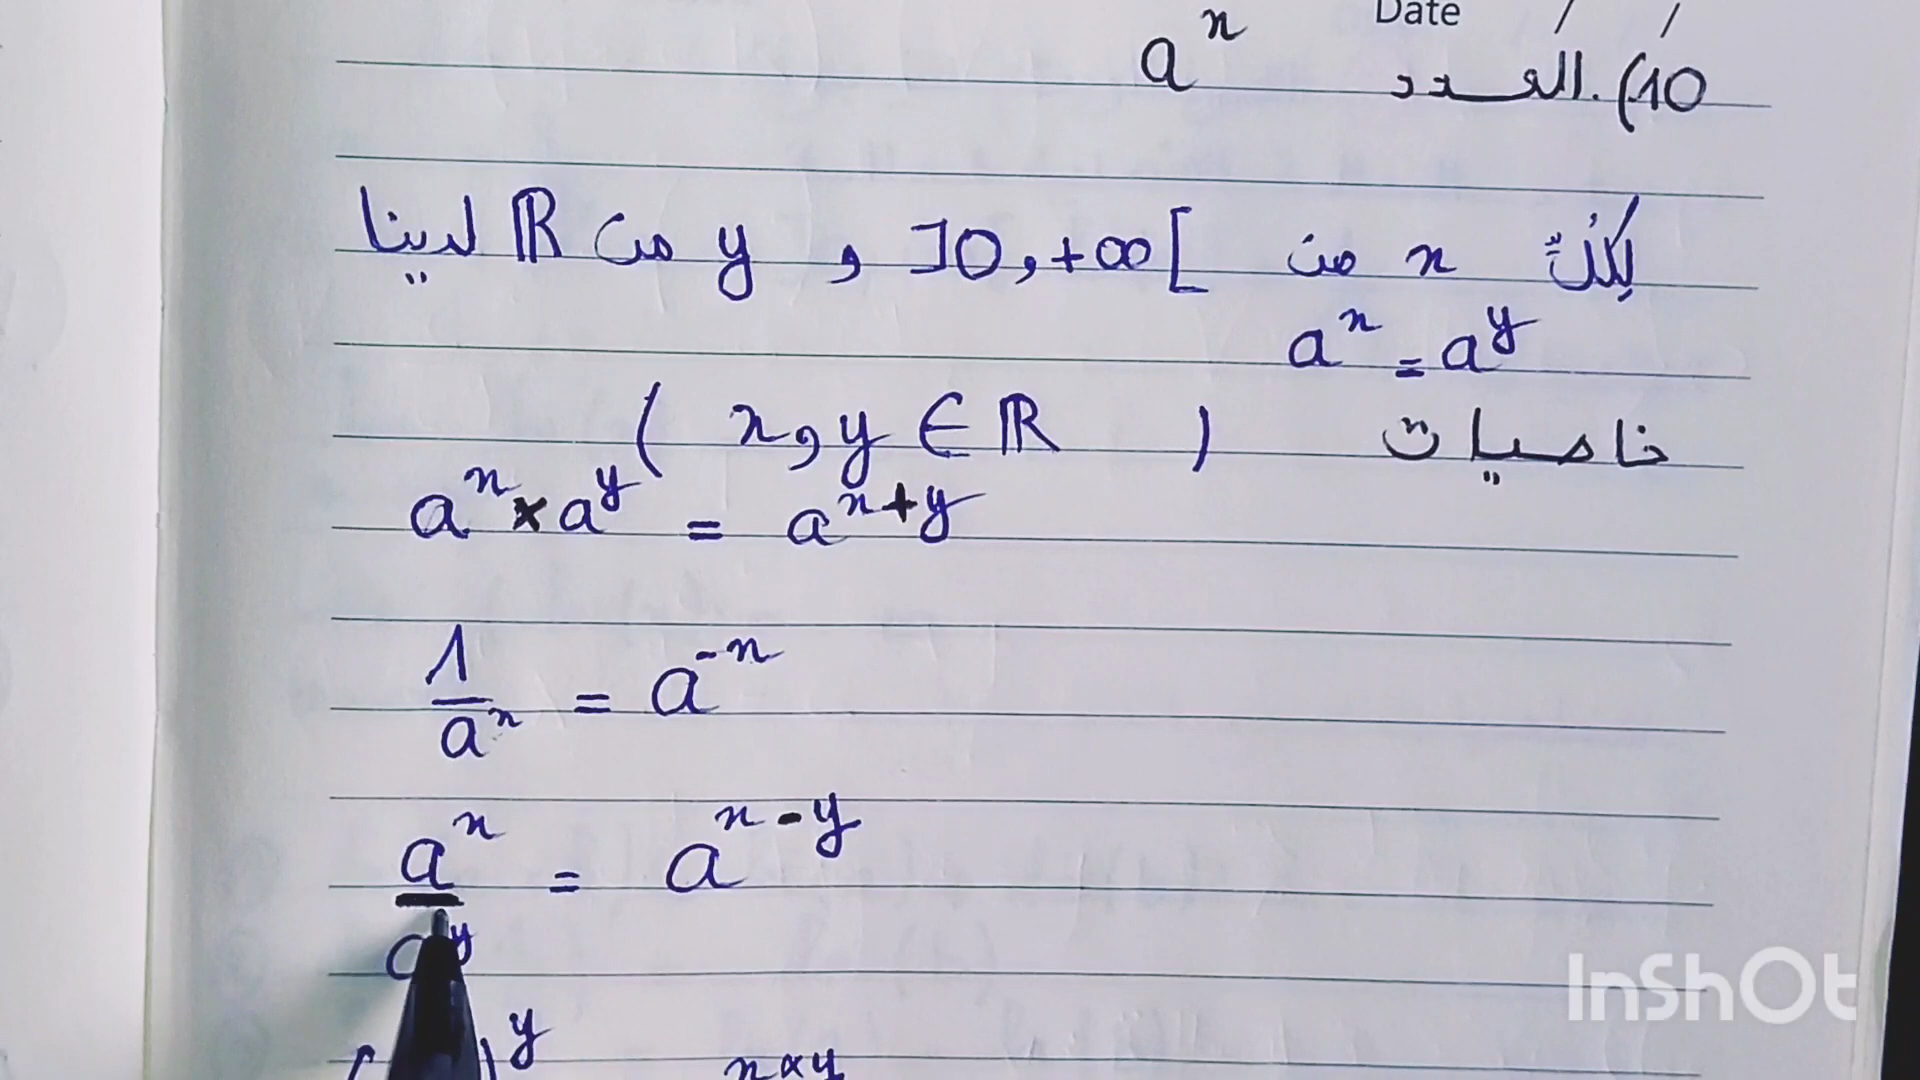 Date / /
10). العدد a^x
لكلّ x من ]0,+∞[ و y من ℝ لدينا
a^x = a^y
خاصيات ( x و y ∈ ℝ )
a^x × a^y = a^{x+y}
1/a^x = a^{-x}
a^x/a^y = a^{x-y}
( )^y x×y
InShOt